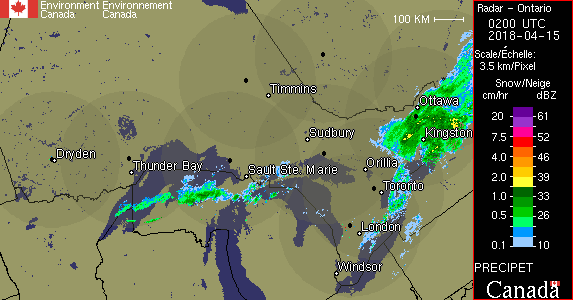 Environment Environnement
Canada Canada
100 KM
Timmins
Ottawa
Sudbury
Kingston
Dryden
Thunder Bay
Sault Ste. Marie
Orillia
Toronto
London
Windsor
Radar - Ontario
0200 UTC
2018-04-15
Scale/Échelle:
3.5 km/Pixel
Snow/Neige
cm/hr dBZ
20 61
7.5 52
4.0 46
2.0 39
1.0 33
0.5 26
0.1 10
PRECIPET
Canada